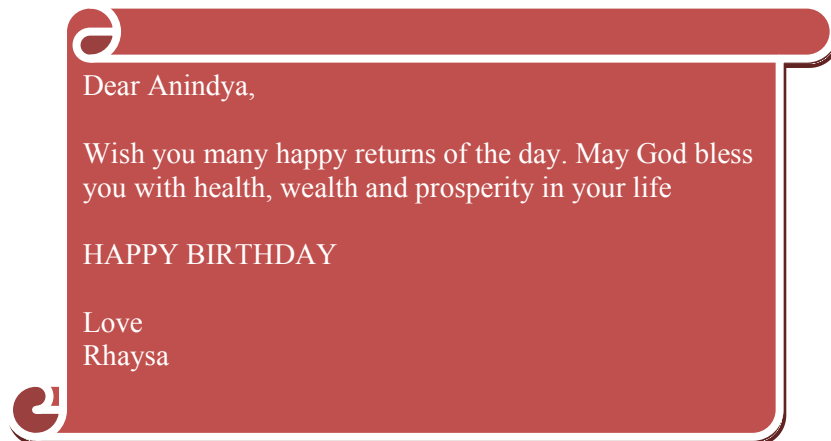 Dear Anindya,
Wish you many happy returns of the day. May God bless
you with health, wealth and prosperity in your life
HAPPY BIRTHDAY
Love
Rhaysa